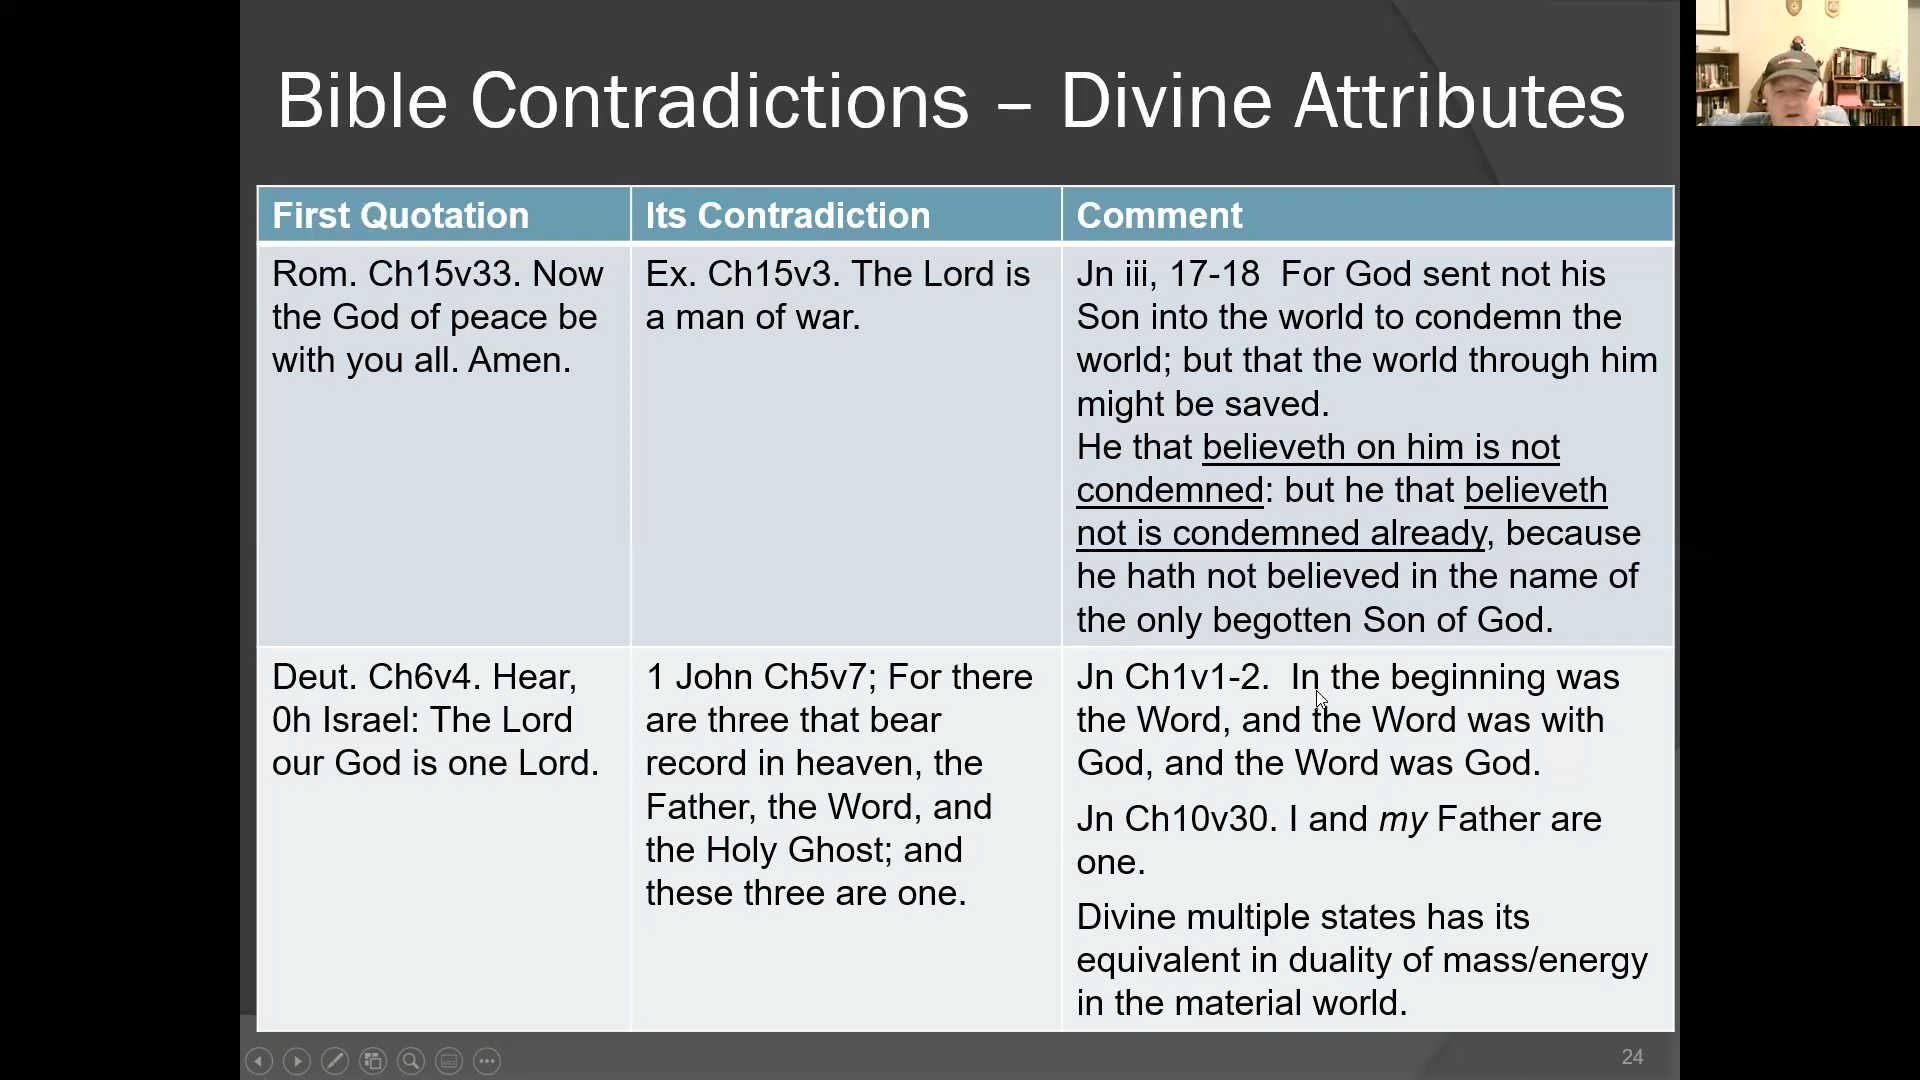 Bible Contradictions – Divine Attributes
First Quotation
Its Contradiction
Comment
Rom. Ch15v33. Now
the God of peace be
with you all. Amen.
Ex. Ch15v3. The Lord is
a man of war.
Jn iii, 17-18  For God sent not his
Son into the world to condemn the
world; but that the world through him
might be saved.
He that believeth on him is not
condemned: but he that believeth
not is condemned already, because
he hath not believed in the name of
the only begotten Son of God.
Deut. Ch6v4. Hear,
0h Israel: The Lord
our God is one Lord.
1 John Ch5v7; For there
are three that bear
record in heaven, the
Father, the Word, and
the Holy Ghost; and
these three are one.
Jn Ch1v1-2.  In the beginning was
the Word, and the Word was with
God, and the Word was God.
Jn Ch10v30. I and my Father are
one.
Divine multiple states has its
equivalent in duality of mass/energy
in the material world.
24